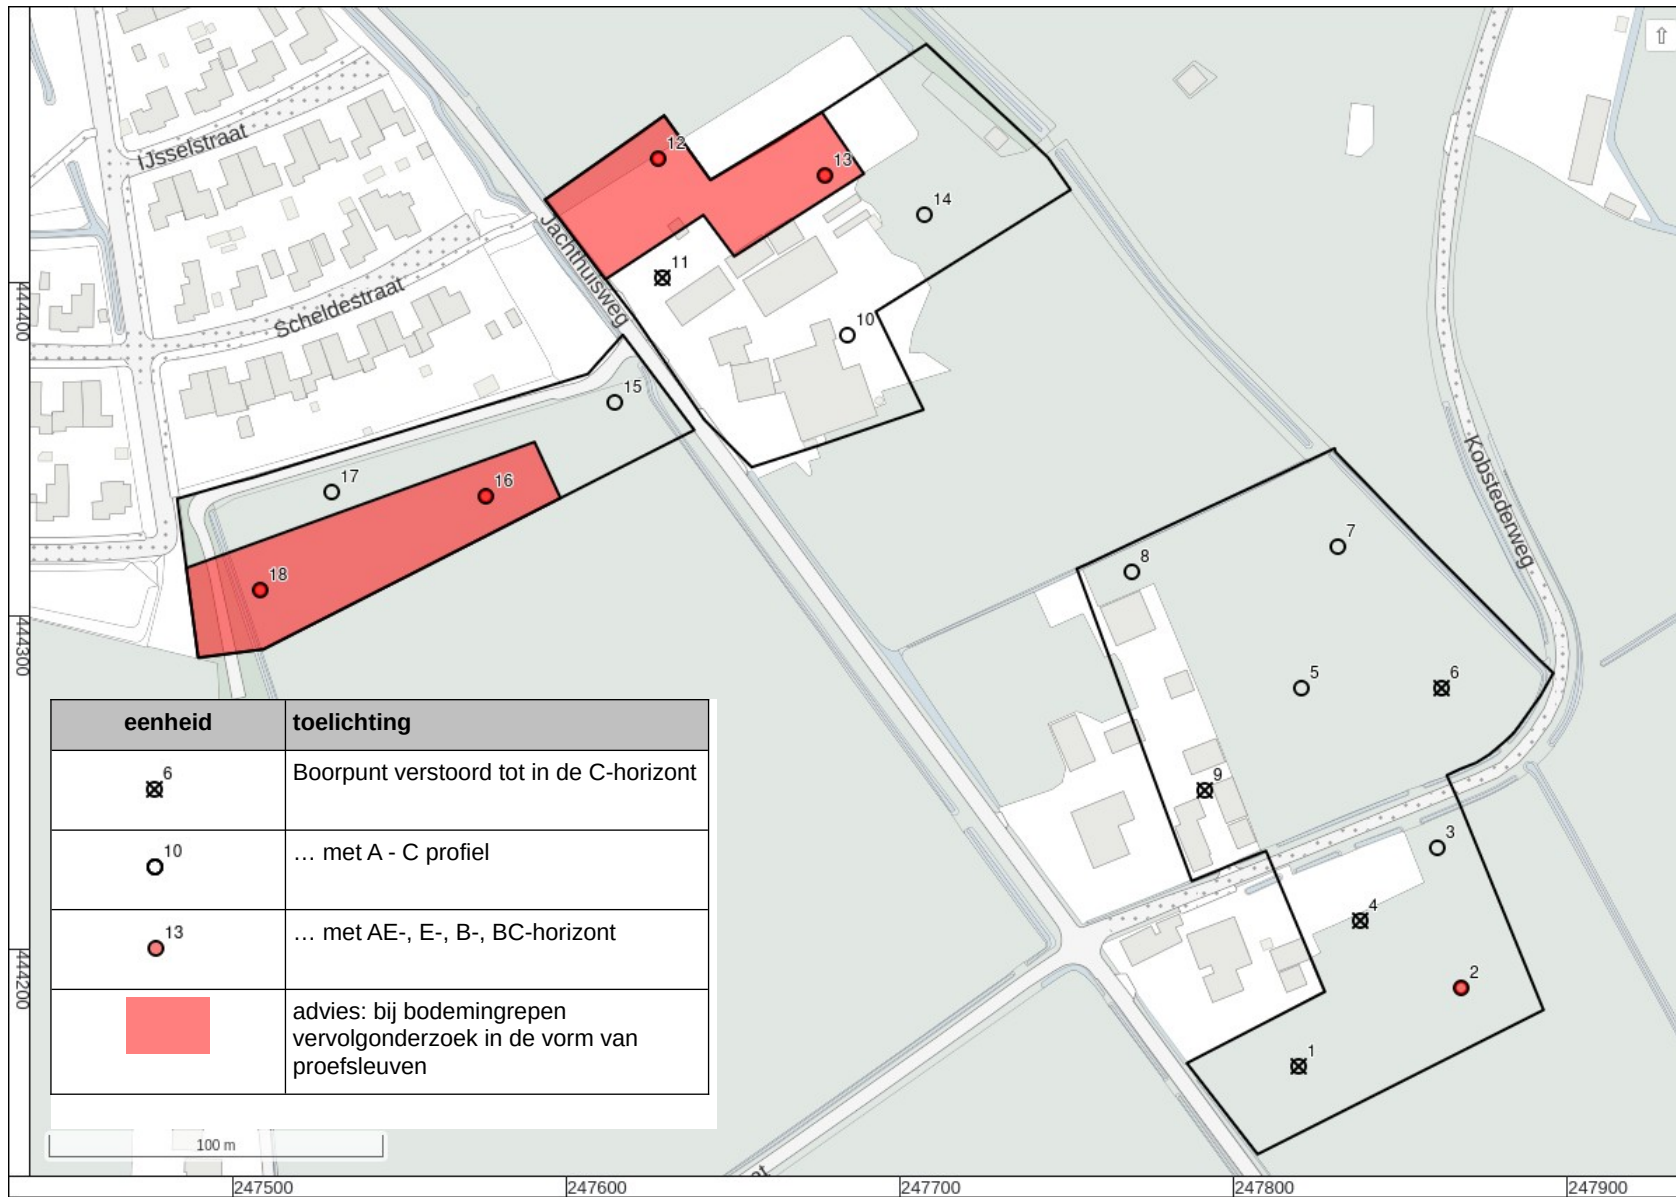 ⇧
IJsselstraat
12
13
14
Jachthuisweg
11
Scheldestraat
10
15
17
16
18
Kobstederweg
7
8
5
6
9
3
4
2
1
444400
444300
444200
eenheid toelichting
6 Boorpunt verstoord tot in de C-horizont
10 … met A - C profiel
13 … met AE-, E-, B-, BC-horizont
advies: bij bodemingrepen
vervolgonderzoek in de vorm van
proefsleuven
100 m
247500 247600 247700 247800 247900